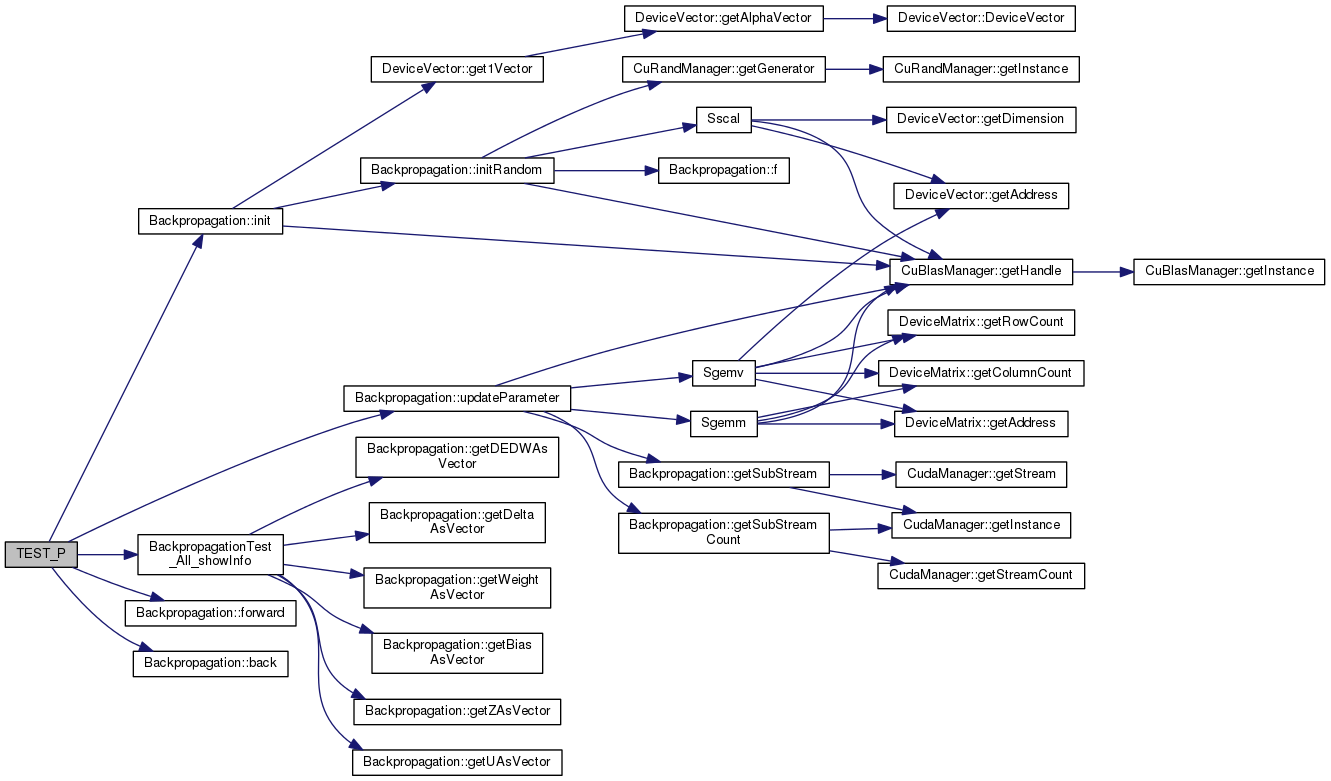 DeviceVector::getAlphaVector
DeviceVector::DeviceVector
DeviceVector::get1Vector
CuRandManager::getGenerator
CuRandManager::getInstance
Sscal
DeviceVector::getDimension
Backpropagation::initRandom
Backpropagation::f
DeviceVector::getAddress
Backpropagation::init
CuBlasManager::getHandle
CuBlasManager::getInstance
DeviceMatrix::getRowCount
Sgemv
DeviceMatrix::getColumnCount
Backpropagation::updateParameter
Sgemm
DeviceMatrix::getAddress
Backpropagation::getDEDWAs
Vector
Backpropagation::getSubStream
CudaManager::getStream
Backpropagation::getDelta
AsVector
Backpropagation::getSubStream
Count
CudaManager::getInstance
TEST_P
BackpropagationTest
_All_showInfo
CudaManager::getStreamCount
Backpropagation::getWeight
AsVector
Backpropagation::forward
Backpropagation::getBias
AsVector
Backpropagation::back
Backpropagation::getZAsVector
Backpropagation::getUAsVector